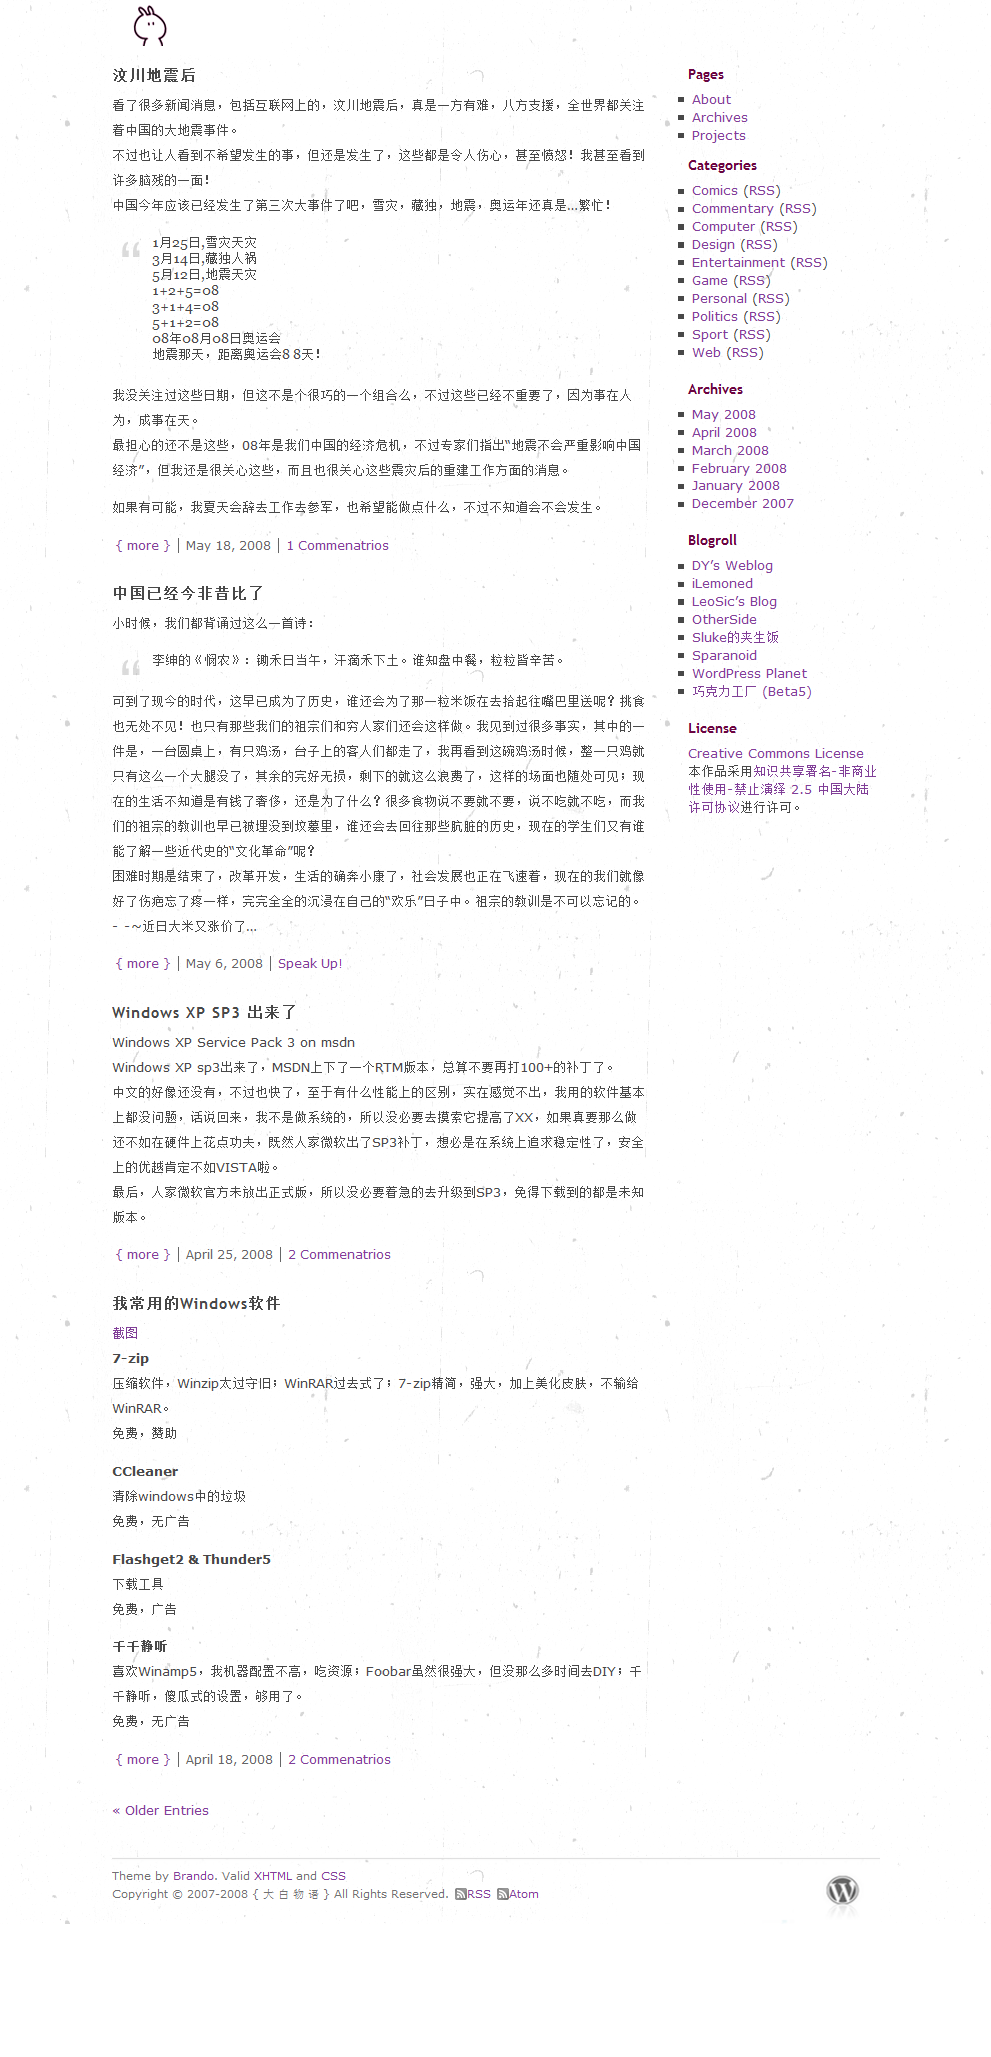 汶川地震后
看了很多新闻消息，包括互联网上的，汶川地震后，真是一方有难，八方支援，全世界都关注
着中国的大地震事件。
不过也让人看到不希望发生的事，但还是发生了，这些都是令人伤心，甚至愤怒！我甚至看到
许多脑残的一面！
中国今年应该已经发生了第三次大事件了吧，雪灾，藏独，地震，奥运年还真是…繁忙！
“
1月25日,雪灾天灾
3月14日,藏独人祸
5月12日,地震天灾
1+2+5=08
3+1+4=08
5+1+2=08
08年08月08日奥运会
地震那天，距离奥运会8 8天！
我没关注过这些日期，但这不是个很巧的一个组合么，不过这些已经不重要了，因为事在人
为，成事在天。
最担心的还不是这些，08年是我们中国的经济危机，不过专家们指出“地震不会严重影响中国
经济”，但我还是很关心这些，而且也很关心这些震灾后的重建工作方面的消息。
如果有可能，我夏天会辞去工作去参军，也希望能做点什么，不过不知道会不会发生。
{ more } | May 18, 2008 | 1 Commenatrios
中国已经今非昔比了
小时候，我们都背诵过这么一首诗：
“
李绅的《悯农》：锄禾日当午，汗滴禾下土。谁知盘中餐，粒粒皆辛苦。
可到了现今的时代，这早已成为了历史，谁还会为了那一粒米饭在去拾起往嘴巴里送呢？挑食
也无处不见！也只有那些我们的祖宗们和穷人家们还会这样做。我见到过很多事实，其中的一
件是，一台圆桌上，有只鸡汤，台子上的客人们都走了，我再看到这碗鸡汤时候，整一只鸡就
只有这么一个大腿没了，其余的完好无损，剩下的就这么浪费了，这样的场面也随处可见；现
在的生活不知道是有钱了奢侈，还是为了什么？很多食物说不要就不要，说不吃就不吃，而我
们的祖宗的教训也早已被埋没到坟墓里，谁还会去回往那些肮脏的历史，现在的学生们又有谁
能了解一些近代史的“文化革命”呢？
困难时期是结束了，改革开发，生活的确奔小康了，社会发展也正在飞速着，现在的我们就像
好了伤疤忘了疼一样，完完全全的沉浸在自己的“欢乐”日子中。祖宗的教训是不可以忘记的。
- -~近日大米又涨价了…
{ more } | May 6, 2008 | Speak Up!
Windows XP SP3 出来了
Windows XP Service Pack 3 on msdn
Windows XP sp3出来了，MSDN上下了一个RTM版本，总算不要再打100+的补丁了。
中文的好像还没有，不过也快了，至于有什么性能上的区别，实在感觉不出，我用的软件基本
上都没问题，话说回来，我不是做系统的，所以没必要去摸索它提高了XX，如果真要那么做
还不如在硬件上花点功夫，既然人家微软出了SP3补丁，想必是在系统上追求稳定性了，安全
上的优越肯定不如VISTA啦。
最后，人家微软官方未放出正式版，所以没必要着急的去升级到SP3，免得下载到的都是未知
版本。
{ more } | April 25, 2008 | 2 Commenatrios
我常用的Windows软件
截图
7-zip
压缩软件，Winzip太过守旧；WinRAR过去式了；7-zip精简，强大，加上美化皮肤，不输给
WinRAR。
免费，赞助
CCleaner
清除windows中的垃圾
免费，无广告
Flashget2 & Thunder5
下载工具
免费，广告
千千静听
喜欢Winamp5，我机器配置不高，吃资源；Foobar虽然很强大，但没那么多时间去DIY；千
千静听，傻瓜式的设置，够用了。
免费，无广告
{ more } | April 18, 2008 | 2 Commenatrios
« Older Entries
Pages
About
Archives
Projects
Categories
Comics (RSS)
Commentary (RSS)
Computer (RSS)
Design (RSS)
Entertainment (RSS)
Game (RSS)
Personal (RSS)
Politics (RSS)
Sport (RSS)
Web (RSS)
Archives
May 2008
April 2008
March 2008
February 2008
January 2008
December 2007
Blogroll
DY’s Weblog
iLemoned
LeoSic’s Blog
OtherSide
Sluke的夹生饭
Sparanoid
WordPress Planet
巧克力工厂 (Beta5)
License
Creative Commons License
本作品采用知识共享署名-非商业
性使用-禁止演绎 2.5 中国大陆
许可协议进行许可。
Theme by Brando. Valid XHTML and CSS
Copyright © 2007-2008 { 大 白 物 语 } All Rights Reserved. RSS Atom